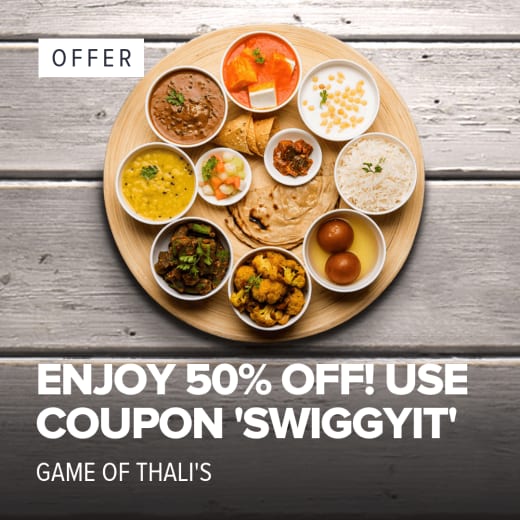 OFFER
ENJOY 50% OFF! USE
COUPON 'SWIGGYIT'
GAME OF THALI'S